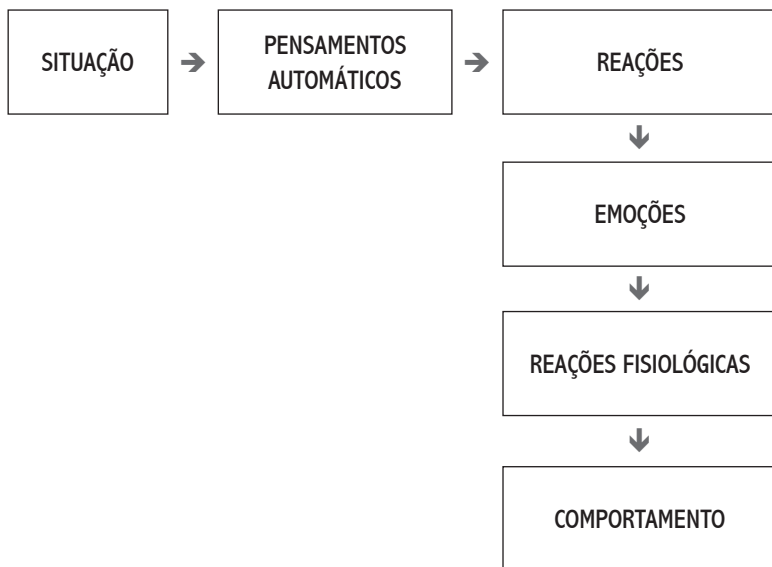 SITUAÇÃO
PENSAMENTOS
AUTOMÁTICOS
REAÇÕES
EMOÇÕES
REAÇÕES FISIOLÓGICAS
COMPORTAMENTO